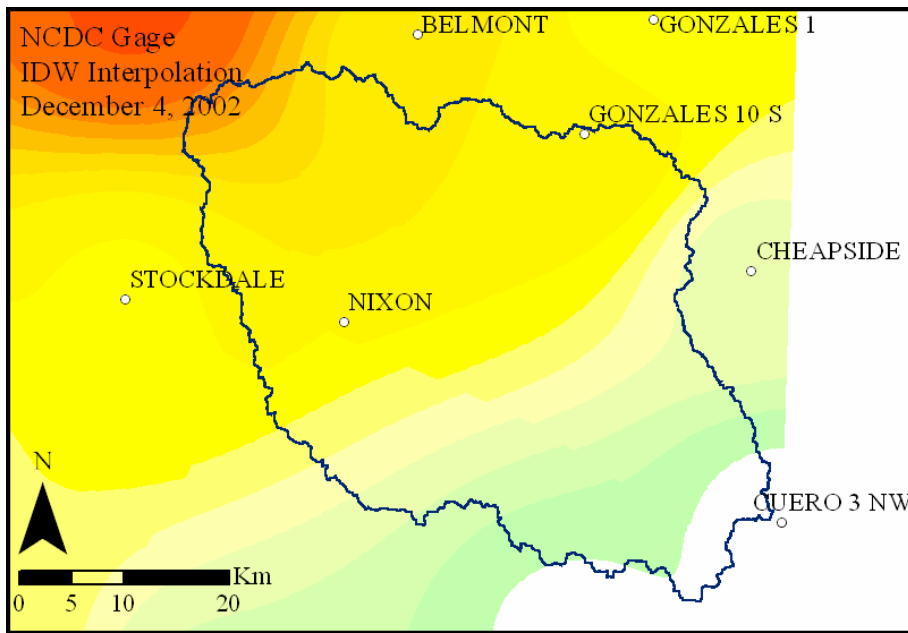 NCDC Gage
IDW Interpolation
December 4, 2002
BELMONT
GONZALES 1
GONZALES 10 S
CHEAPSIDE
STOCKDALE
NIXON
CUERO 3 NW
N
Km
0 5 10 20